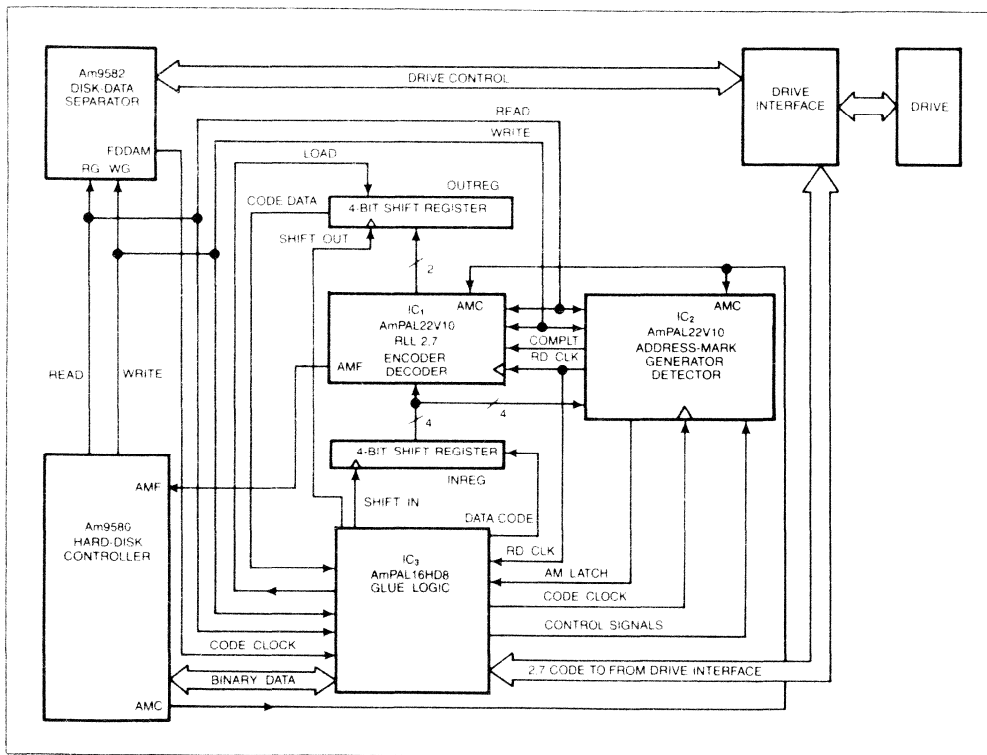 Am9582
DISK-DATA
SEPARATOR
FDDAM
RG WG
DRIVE CONTROL
DRIVE
INTERFACE
DRIVE
READ
WRITE
LOAD
OUTREG
CODE DATA
4-BIT SHIFT REGISTER
SHIFT OUT
2
IC1
AmPAL22V10
RLL 2.7
ENCODER
DECODER
AMC
AMF
COMPLT
RD CLK
AMC
IC2
AmPAL22V10
ADDRESS-MARK
GENERATOR
DETECTOR
READ
WRITE
4
4
4-BIT SHIFT REGISTER
INREG
SHIFT IN
DATA CODE
AMF
Am9580
HARD-DISK
CONTROLLER
AMC
IC3
AmPAL16HD8
GLUE LOGIC
RD CLK
AM LATCH
CODE CLOCK
CONTROL SIGNALS
CODE CLOCK
BINARY DATA
2.7 CODE TO FROM DRIVE INTERFACE